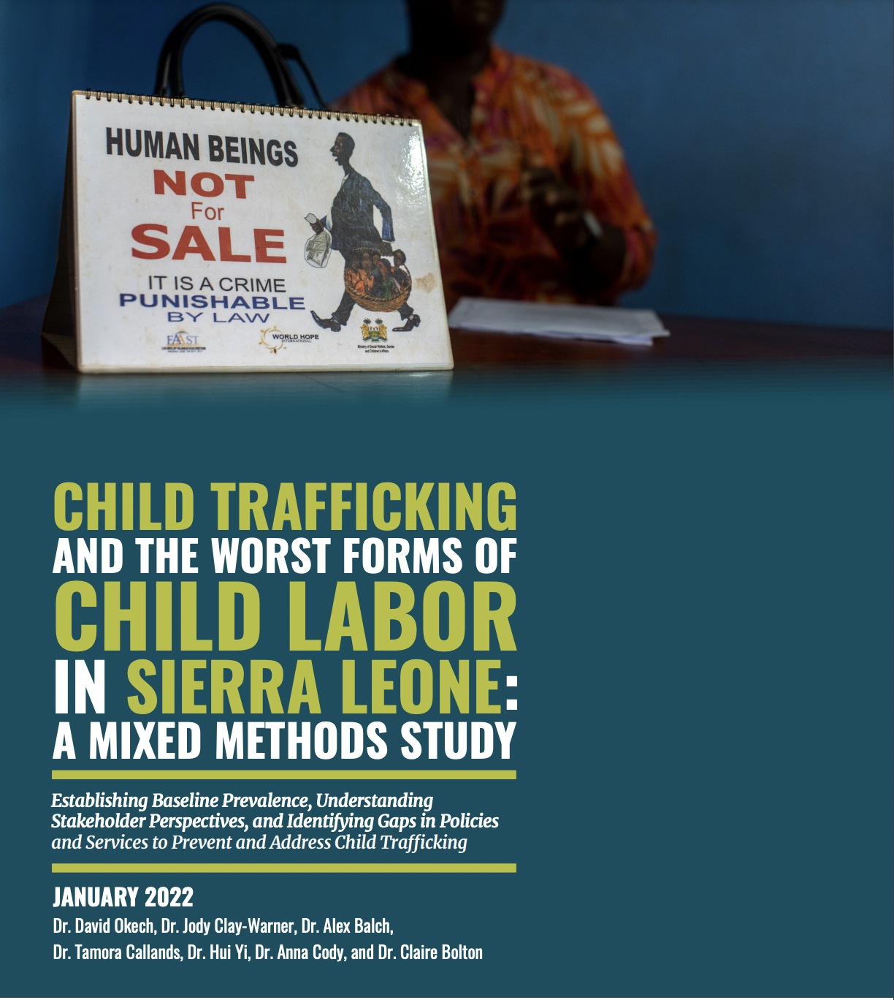 HUMAN BEINGS
NOT
For
SALE
IT IS A CRIME
PUNISHABLE
BY LAW
FAAST
WORLD HOPE
INTERNATIONAL
Ministry of Social Welfare, Gender
and Children's Affairs
CHILD TRAFFICKING
AND THE WORST FORMS OF
CHILD LABOR
IN SIERRA LEONE:
A MIXED METHODS STUDY
Establishing Baseline Prevalence, Understanding
Stakeholder Perspectives, and Identifying Gaps in Policies
and Services to Prevent and Address Child Trafficking
JANUARY 2022
Dr. David Okech, Dr. Jody Clay-Warner, Dr. Alex Balch,
Dr. Tamora Callands, Dr. Hui Yi, Dr. Anna Cody, and Dr. Claire Bolton